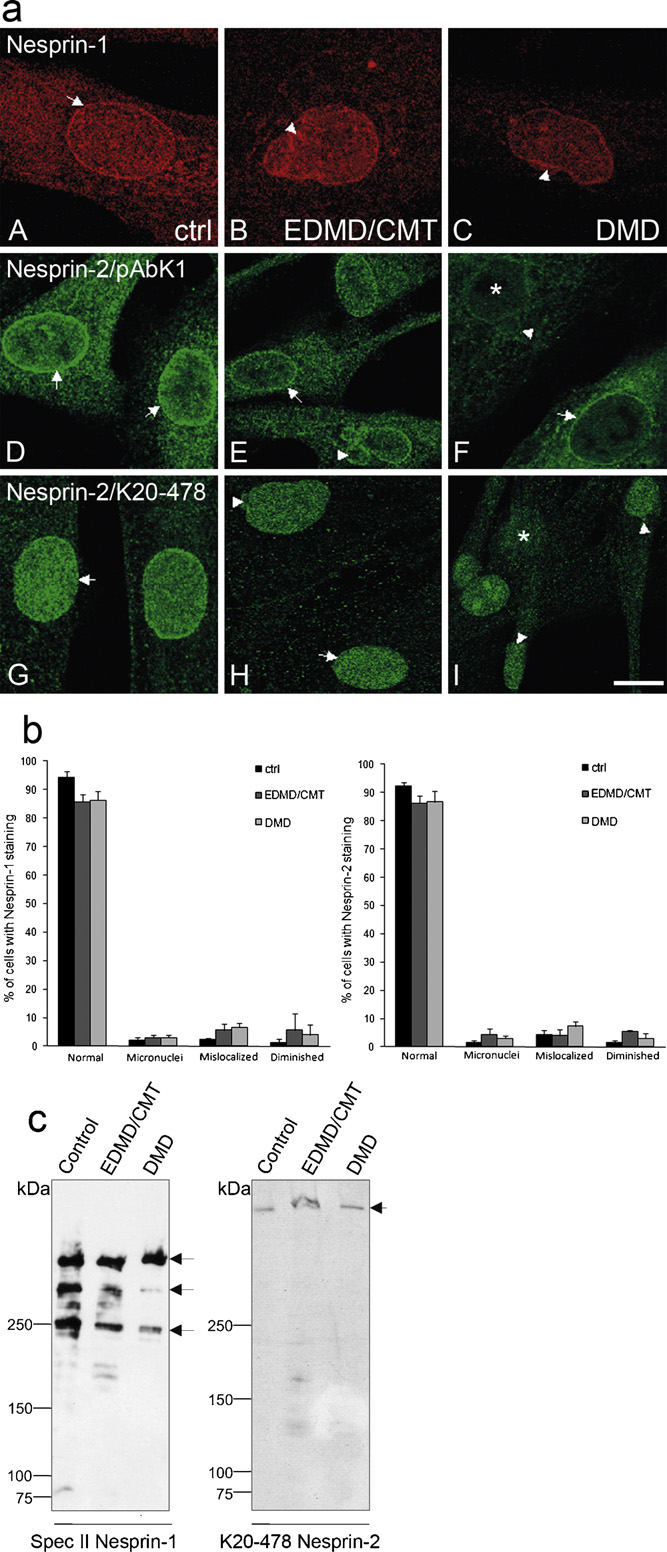 a
Nesprin-1
A ctrl
B EDMD/CMT
C DMD
Nesprin-2/pAbK1
D
E
* F
Nesprin-2/K20-478
G
H
* I
b
% of cells with Nesprin-1 staining
100
90
80
70
60
50
40
30
20
10
0
ctrl
EDMD/CMT
DMD
Normal Micronuclei Mislocalized Diminished
% of cells with Nesprin-2 staining
100
90
80
70
60
50
40
30
20
10
0
ctrl
EDMD/CMT
DMD
Normal Micronuclei Mislocalized Diminished
c
Control EDMD/CMT DMD
kDa
250
150
100
75
Spec II Nesprin-1
Control EDMD/CMT DMD
kDa
250
150
100
75
K20-478 Nesprin-2